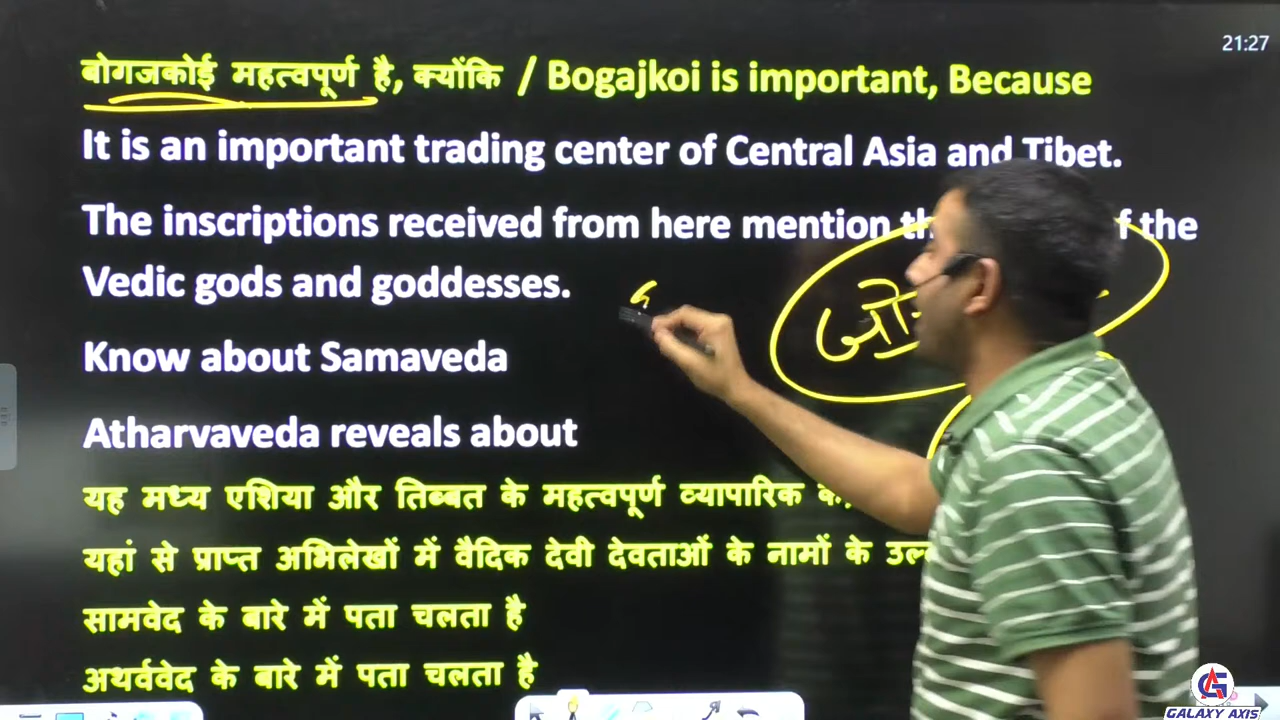 21:27
बोगजकोई महत्वपूर्ण है, क्योंकि / Bogajkoi is important, Because
It is an important trading center of Central Asia and Tibet.
The inscriptions received from here mention the
Vedic gods and goddesses.
Know about Samaveda
Atharvaveda reveals about
यह मध्य एशिया और तिब्बत के महत्वपूर्ण व्यापारिक
यहां से प्राप्त अभिलेखों में वैदिक देवी देवताओं के नामों के
सामवेद के बारे में पता चलता है
अथर्ववेद के बारे में पता चलता है
GALAXY AXIS